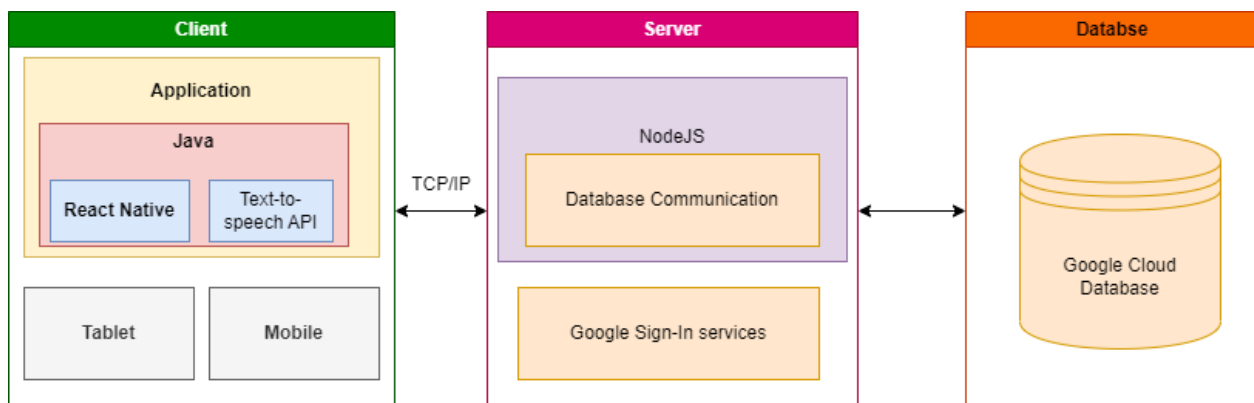 Client
Server
Databse
Application
Java
React Native
Text-to-
speech API
Tablet
Mobile
TCP/IP
NodeJS
Database Communication
Google Sign-In services
Google Cloud
Database